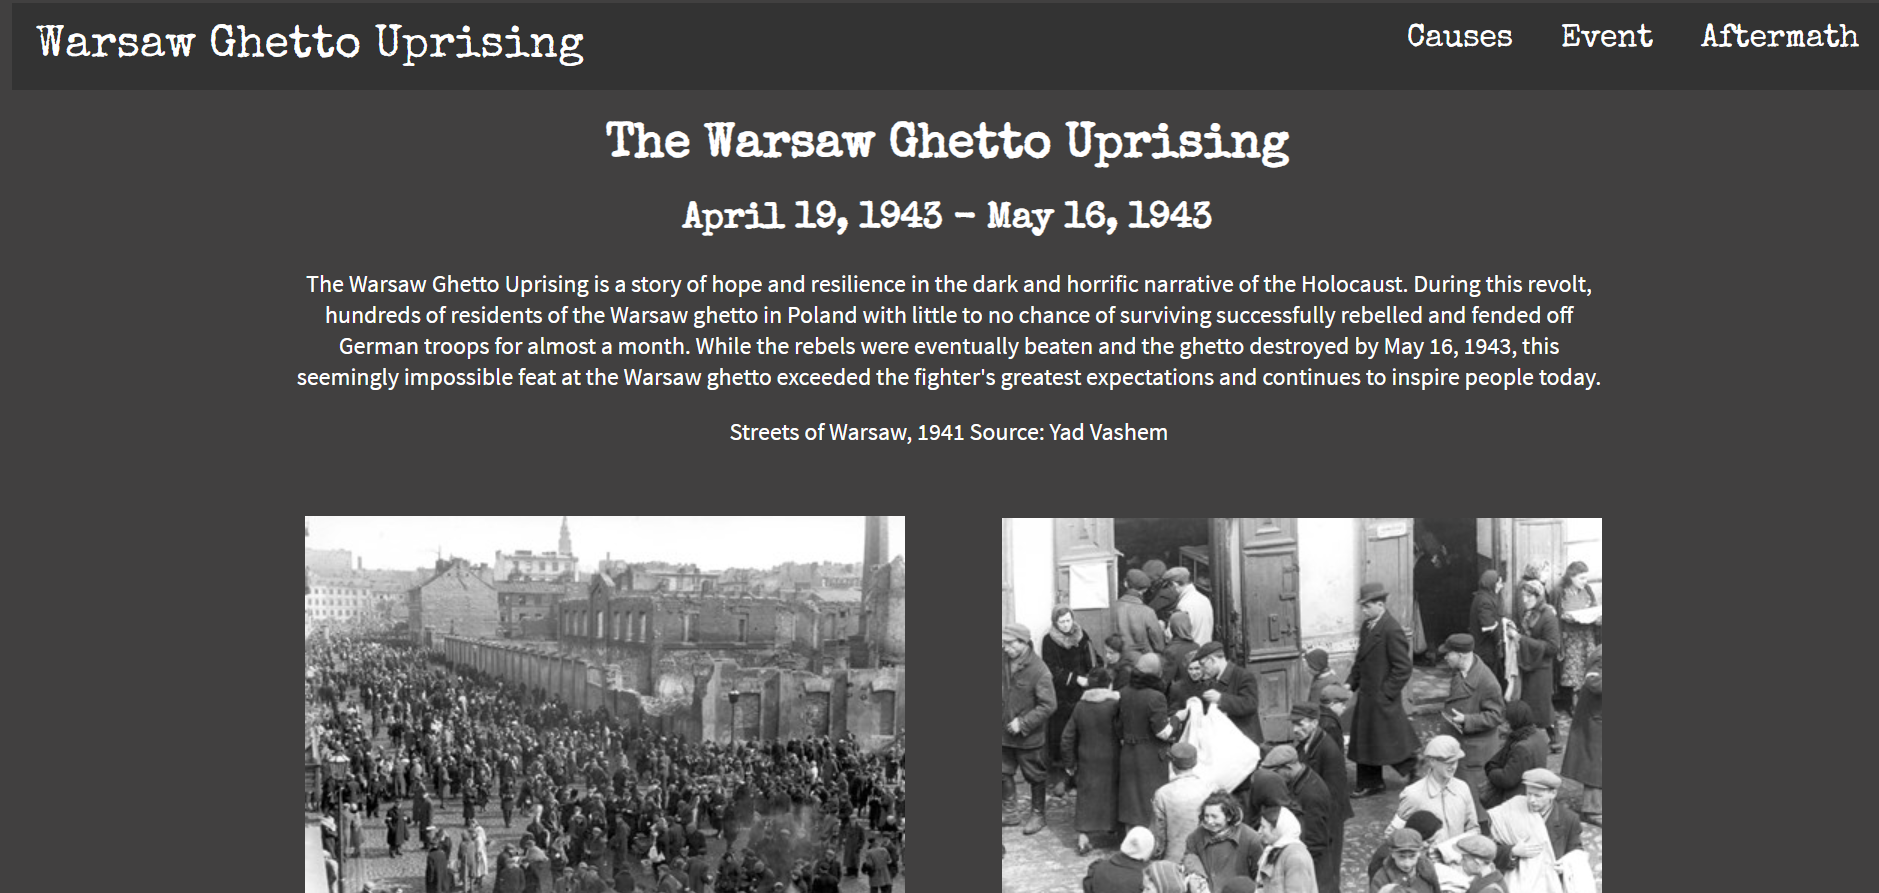 Warsaw Ghetto Uprising
Causes Event Aftermath
The Warsaw Ghetto Uprising
April 19, 1943 - May 16, 1943
The Warsaw Ghetto Uprising is a story of hope and resilience in the dark and horrific narrative of the Holocaust. During this revolt,
hundreds of residents of the Warsaw ghetto in Poland with little to no chance of surviving successfully rebelled and fended off
German troops for almost a month. While the rebels were eventually beaten and the ghetto destroyed by May 16, 1943, this
seemingly impossible feat at the Warsaw ghetto exceeded the fighter's greatest expectations and continues to inspire people today.
Streets of Warsaw, 1941 Source: Yad Vashem